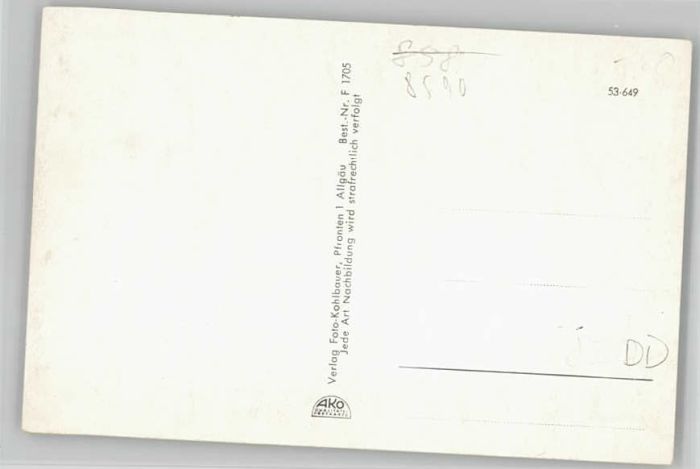 858
8590
53-649
Verlag Foto-Kohlbauer, Pfronten 1 Allgäu Best.-Nr. F 1705
Jede Art Nachbildung wird strafrechtlich verfolgt
AKO
DD